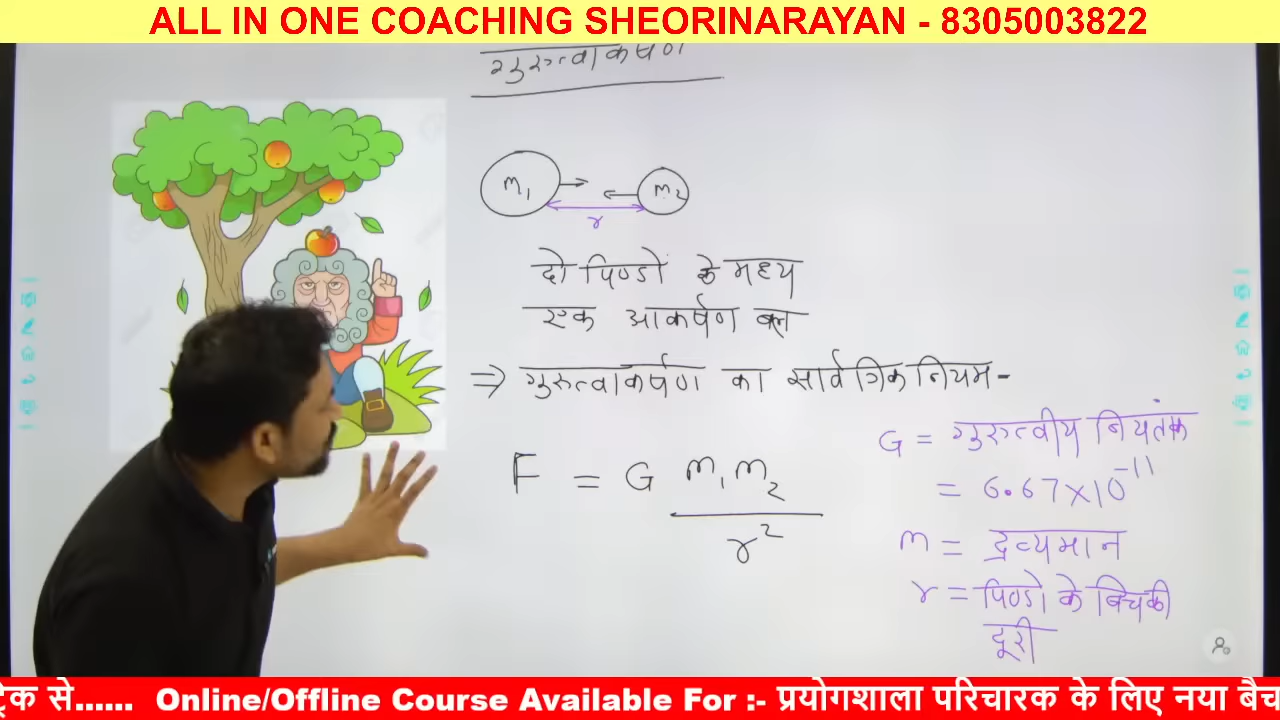 ALL IN ONE COACHING SHEORINARAYAN - 8305003822
गुरुत्वाकर्षण
m₁
m₂
r
दो पिण्डो के मध्य
एक आकर्षण बल
⇒ गुरुत्वाकर्षण का सार्वत्रिक नियम -
F = G m₁m₂
r²
G = गुरुत्वीय नियतंक
= 6.67×10⁻¹¹
m = द्रव्यमान
r = पिण्डो के बिच की
दूरी
ट्रिक से...... Online/Offline Course Available For :- प्रयोगशाला परिचारक के लिए नया बैच